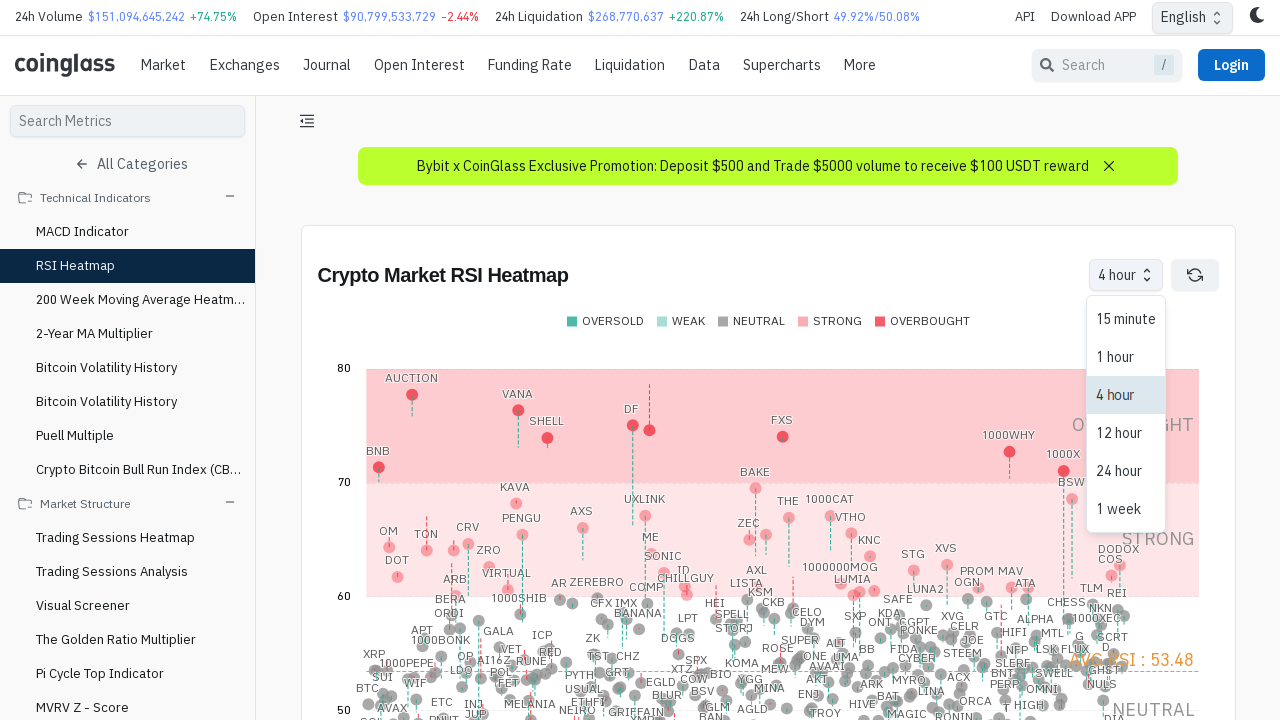 24h Volume $151,094,645,242 +74.75% Open Interest $90,799,533,729 -2.44% 24h Liquidation $268,770,637 +220.87% 24h Long/Short 49.92%/50.08% API Download APP English
coinglass Market Exchanges Journal Open Interest Funding Rate Liquidation Data Supercharts More Search / Login
Search Metrics
All Categories
Technical Indicators
MACD Indicator
RSI Heatmap
200 Week Moving Average Heatm...
2-Year MA Multiplier
Bitcoin Volatility History
Bitcoin Volatility History
Puell Multiple
Crypto Bitcoin Bull Run Index (CB...
Market Structure
Trading Sessions Heatmap
Trading Sessions Analysis
Visual Screener
The Golden Ratio Multiplier
Pi Cycle Top Indicator
MVRV Z - Score
Bybit x CoinGlass Exclusive Promotion: Deposit $500 and Trade $5000 volume to receive $100 USDT reward
Crypto Market RSI Heatmap
4 hour
15 minute
1 hour
4 hour
12 hour
24 hour
1 week
OVERSOLD WEAK NEUTRAL STRONG OVERBOUGHT
80
AUCTION
VANA
DF
SHELL
FXS
1000WHY
BNB
1000X
BAKE
70
BSW
KAVA
UXLINK
THE
1000CAT
AXS
PENGU
VTHO
ZEC
CRV
OM
TON
ME
KNC
STRONG
ZRO
SONIC
STG
XVS
DODOX
COS
DOT
VIRTUAL
ID
AXL
1000000MOG
PROM
MAV
ARB
AR
ZEREBRO
COMP
CHILLGUY
LISTA
LUMIA
OGN
ATA
TLM
KSM
LUNA2
REI
60
BERA
1000SHIB
CFX
IMX
HEI
CKB
SAFE
CHESS
BANANA
SPELL
CELO
KDA
XVG
GTC
NKN
LPT
DYM
ONT
CGPT
ALPHA
1000XEC
APT
GALA
STORJ
PONKE
CELR
HIFI
MTL
1000BONK
ICP
ZK
DOGS
SUPER
ALT
JOE
G
SCRT
VET
RED
ROSE
BB
FIDA
NFP
LSK
FLUX
XRP
OP
TST
CHZ
SPX
ONE
UMA
CYBER
STEEM
AVG RSI : 53.48
1000PEPE
AI16Z
RUNE
KOMA
MEW
AVAAI
SLERF
LDO
POL
PYTH
GRT
XTZ
BIO
YGG
AKT
ACX
BNT
SWELL
GHST
SUI
WIF
FET
EGLD
COW
ARK
MYRO
PERP
NULS
BTC
USUAL
BLUR
BSV
MINA
ENJ
BAT
LINA
OMNI
ETC
INJ
MELANIA
ETHFI
GLM
AGLD
HIVE
ORCA
T
HIGH
AVAX
JUP
NEIRO
GRIFFAIN
BAN
TROY
MAGIC
RONIN
NEUTRAL
50
DIA